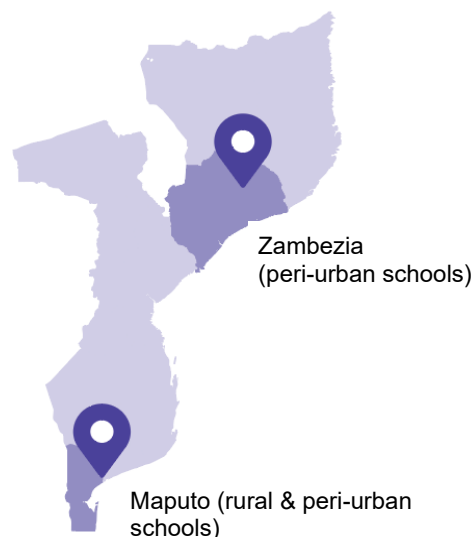 Zambezia
(peri-urban schools)
Maputo (rural & peri-urban
schools)